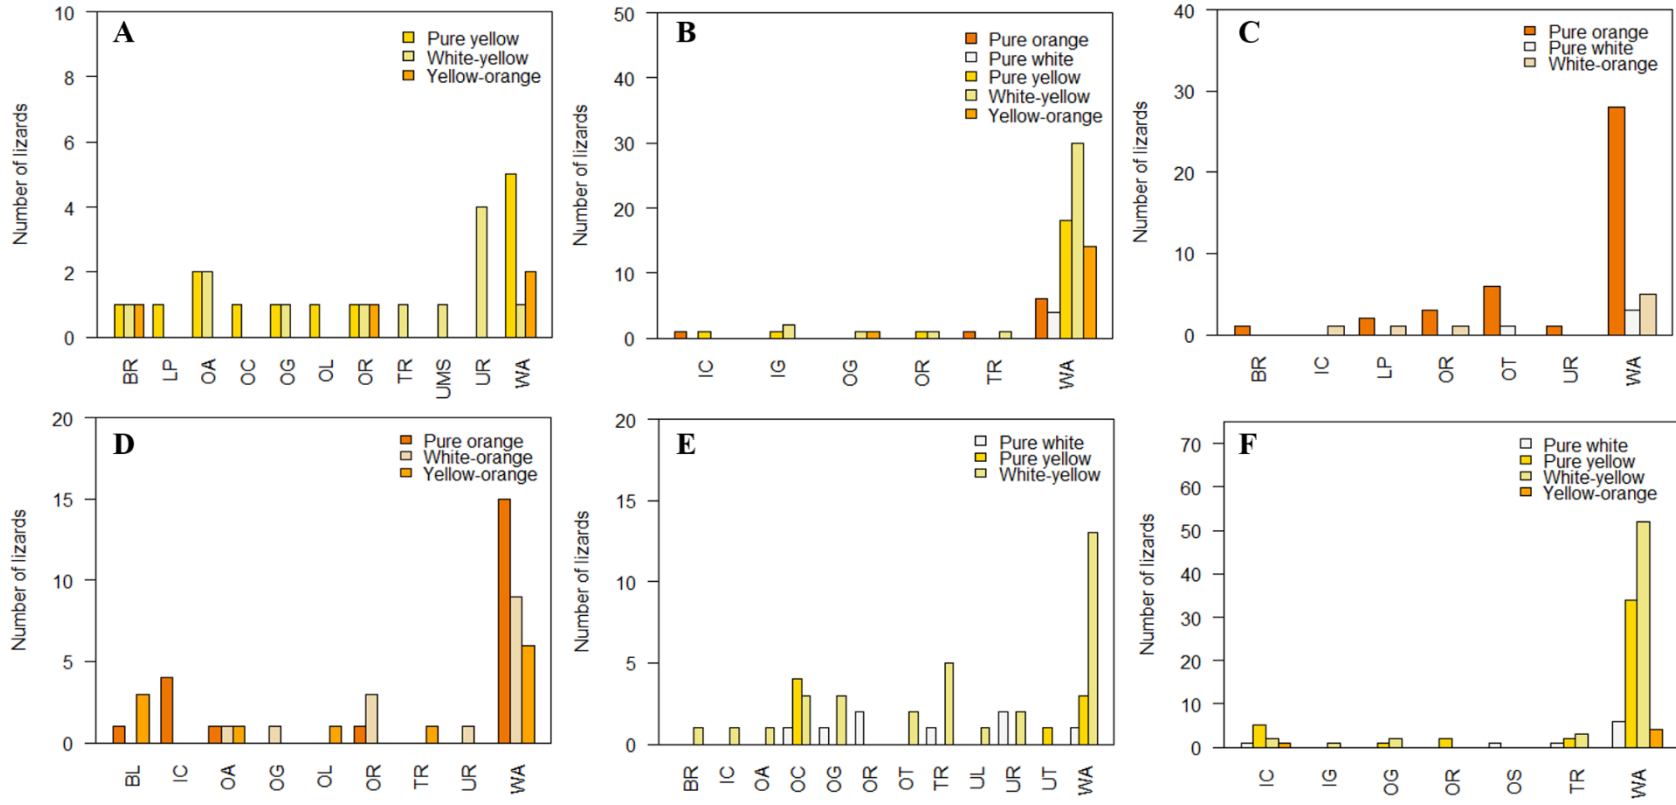 A
Number of lizards
10
8
6
4
2
0
Pure yellow
White-yellow
Yellow-orange
BR LP OA OC OG OL OR TR UMS UR WA
B
Number of lizards
50
40
30
20
10
0
Pure orange
Pure white
Pure yellow
White-yellow
Yellow-orange
IC IG OG OR TR WA
C
Number of lizards
40
30
20
10
0
Pure orange
Pure white
White-orange
BR IC LP OR OT UR WA
D
Number of lizards
20
15
10
5
0
Pure orange
White-orange
Yellow-orange
BL IC OA OG OL OR TR UR WA
E
Number of lizards
20
15
10
5
0
Pure white
Pure yellow
White-yellow
BR IC OA OC OG OR OT TR UL UR UT WA
F
Number of lizards
70
60
50
40
30
20
10
0
Pure white
Pure yellow
White-yellow
Yellow-orange
IC IG OG OR OS TR WA